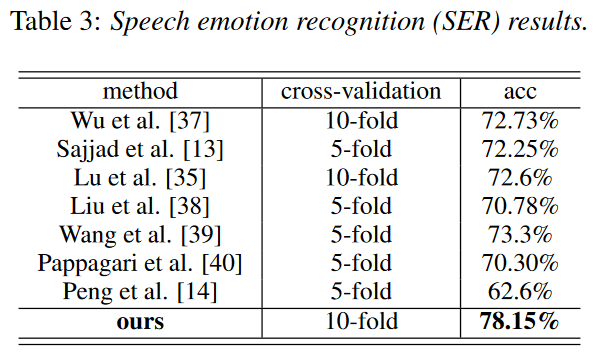 Table 3: Speech emotion recognition (SER) results.
method cross-validation acc
Wu et al. [37] 10-fold 72.73%
Sajjad et al. [13] 5-fold 72.25%
Lu et al. [35] 10-fold 72.6%
Liu et al. [38] 5-fold 70.78%
Wang et al. [39] 5-fold 73.3%
Pappagari et al. [40] 5-fold 70.30%
Peng et al. [14] 5-fold 62.6%
ours 10-fold 78.15%